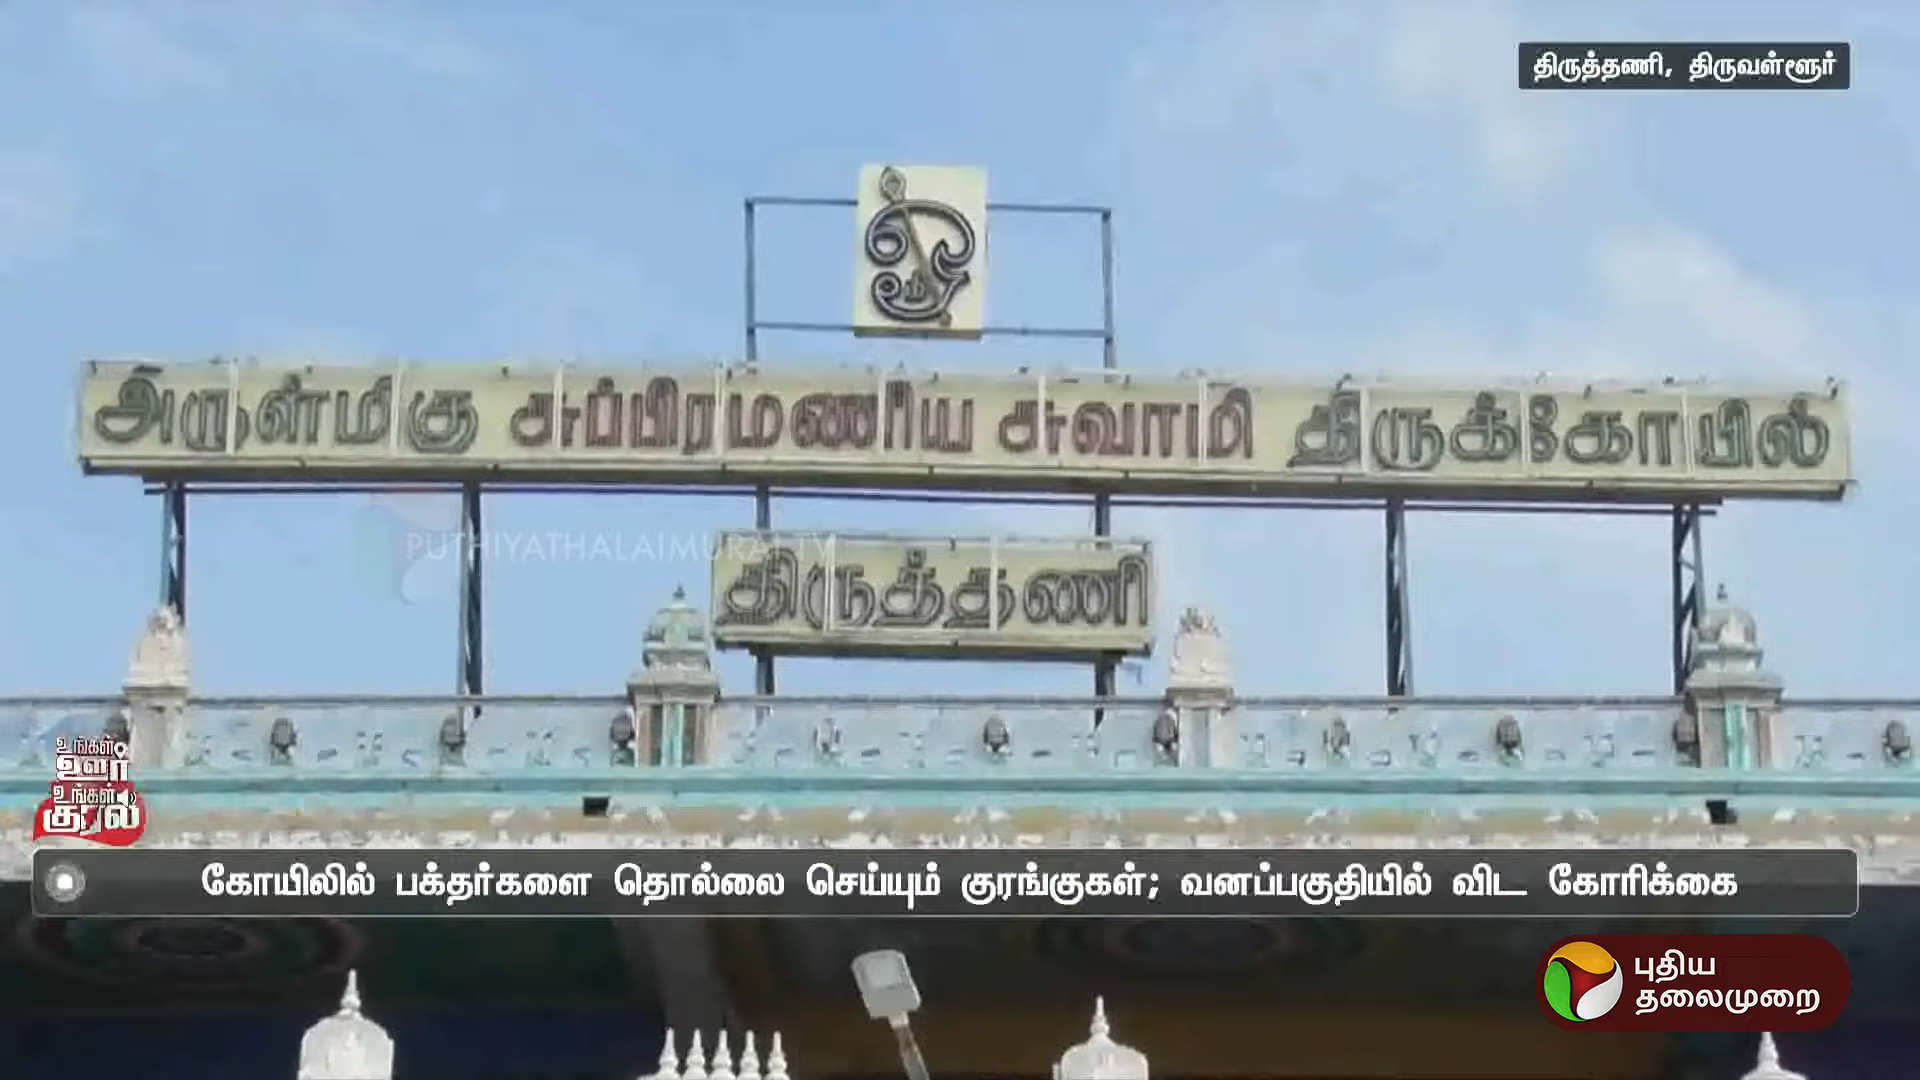 திருத்தணி, திருவள்ளூர்
ஓம்
அருள்மிகு சுப்பிரமணிய சுவாமி திருக்கோயில்
PUTHIYATHALAIMURAI TV
திருத்தணி
உங்கள்
ஊர்
உங்கள்
குரல்
கோயிலில் பக்தர்களை தொல்லை செய்யும் குரங்குகள்; வனப்பகுதியில் விட கோரிக்கை
புதிய
தலைமுறை